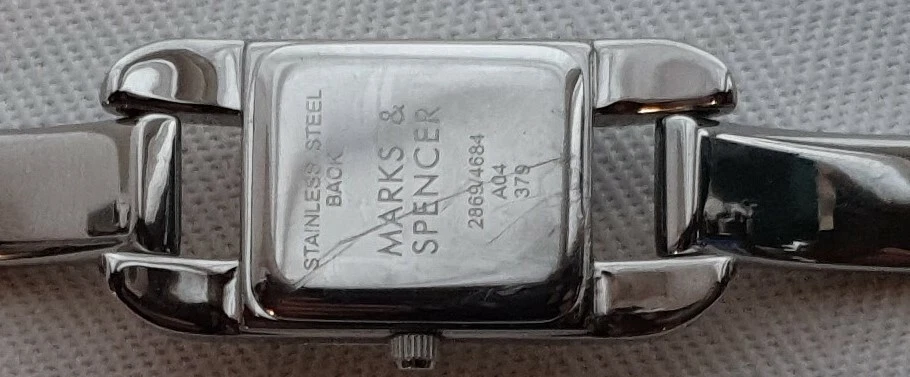 STAINLESS STEEL
BACK
MARKS &
SPENCER
2869/4684
A04
379